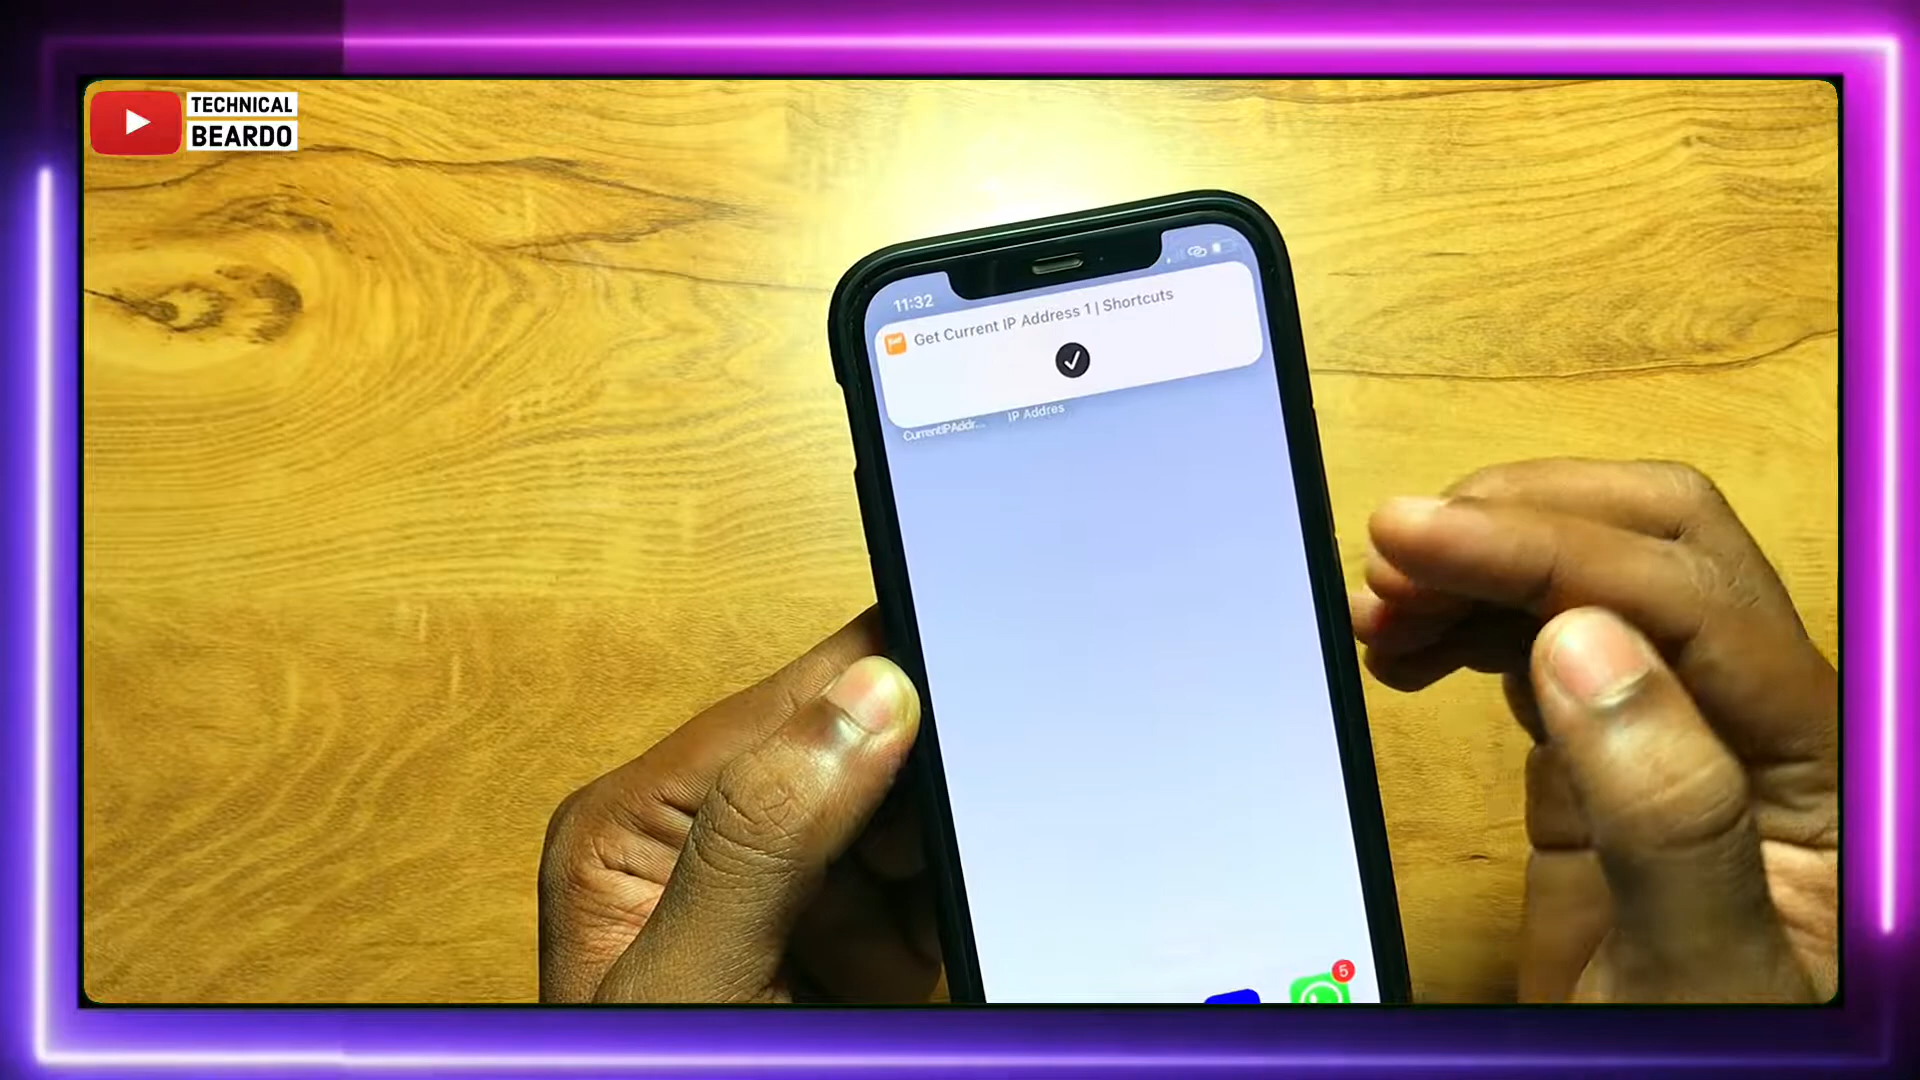 TECHNICAL
BEARDO
11:32
Get Current IP Address 1 | Shortcuts
CurrentIPAddr...
IP Addres
5